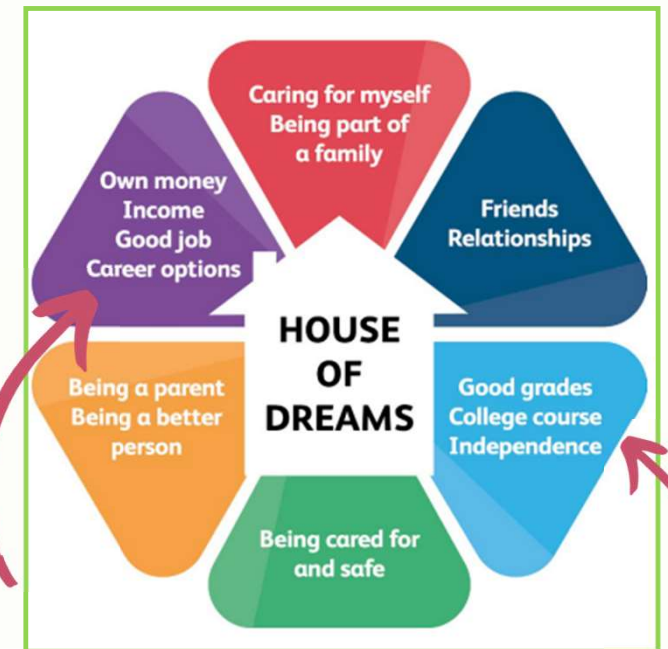 Caring for myself
Being part of
a family
Friends
Relationships
Good grades
College course
Independence
Being cared for
and safe
Being a parent
Being a better
person
Own money
Income
Good job
Career options
HOUSE
OF
DREAMS